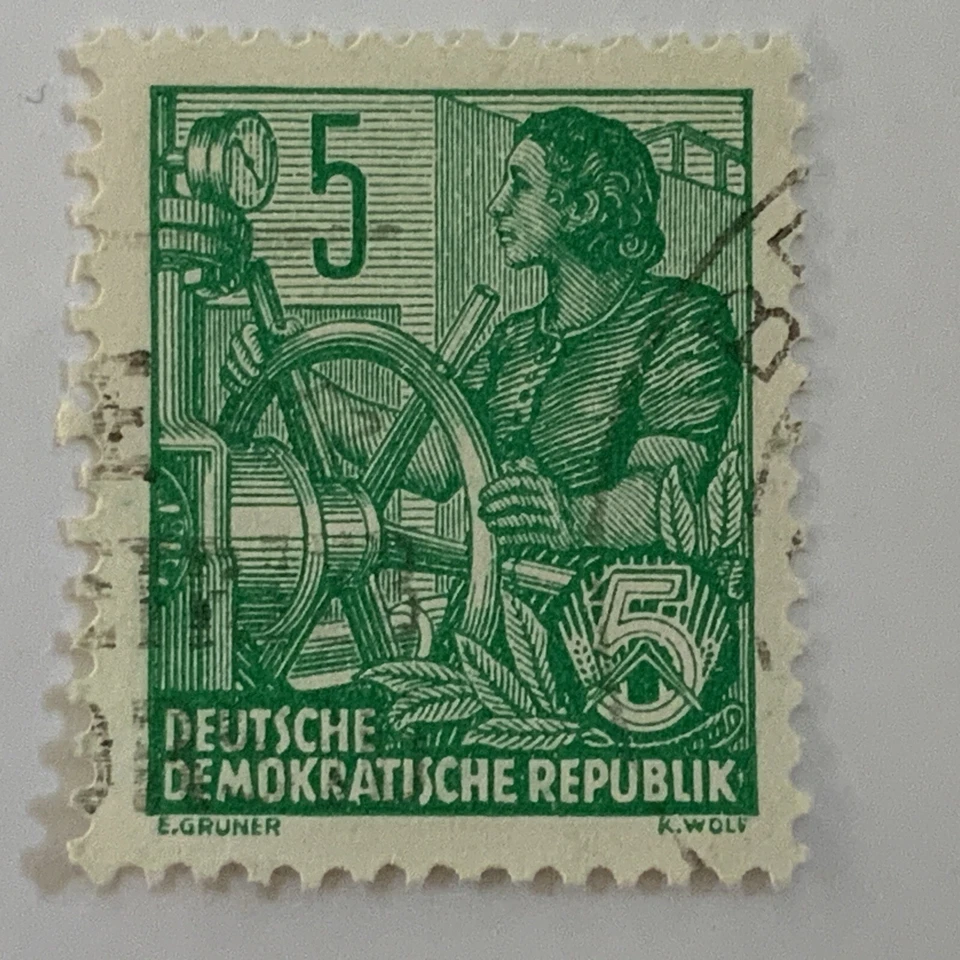 5
5
DEUTSCHE
DEMOKRATISCHE REPUBLIK
E.GRUNER K.WOLF